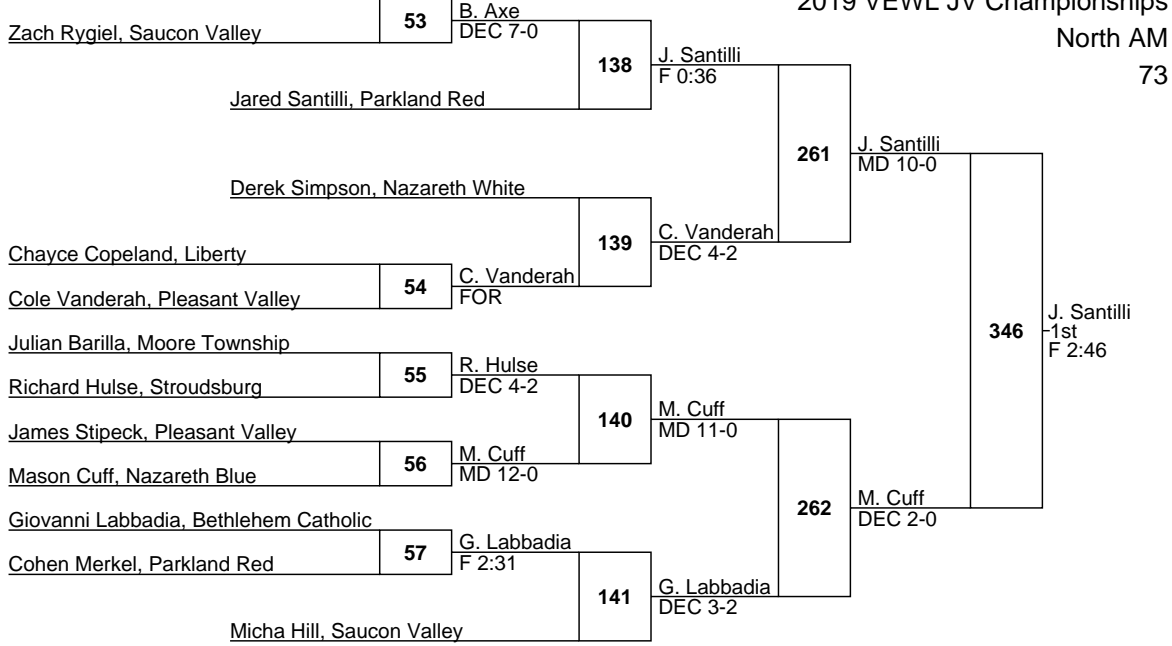 2019 VEWL JV Championships
North AM
73
Zach Rygiel, Saucon Valley
53
B. Axe
DEC 7-0
138
J. Santilli
F 0:36
Jared Santilli, Parkland Red
261
J. Santilli
MD 10-0
Derek Simpson, Nazareth White
139
C. Vanderah
DEC 4-2
Chayce Copeland, Liberty
54
C. Vanderah
FOR
Cole Vanderah, Pleasant Valley
346
J. Santilli
1st
F 2:46
Julian Barilla, Moore Township
55
R. Hulse
DEC 4-2
Richard Hulse, Stroudsburg
140
M. Cuff
MD 11-0
James Stipeck, Pleasant Valley
56
M. Cuff
MD 12-0
Mason Cuff, Nazareth Blue
262
M. Cuff
DEC 2-0
Giovanni Labbadia, Bethlehem Catholic
57
G. Labbadia
F 2:31
Cohen Merkel, Parkland Red
141
G. Labbadia
DEC 3-2
Micha Hill, Saucon Valley